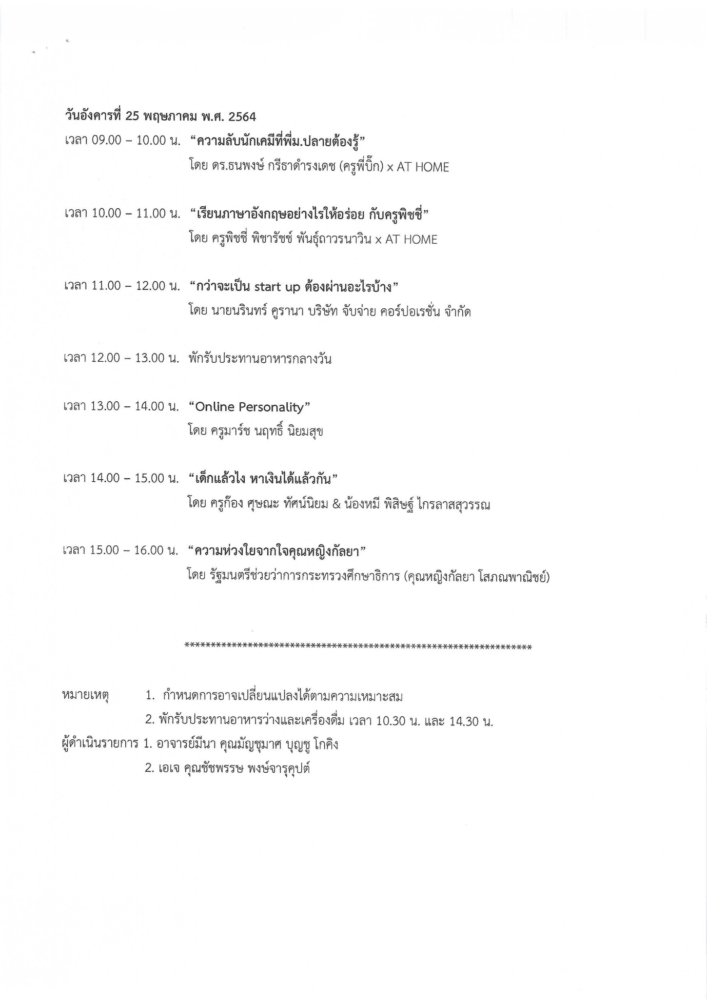 วันอังคารที่ 25 พฤษภาคม พ.ศ. 2564
เวลา 09.00 – 10.00 น. “ความลับนักเคมีที่พี่ม.ปลายต้องรู้”
โดย ดร.ธนพงษ์ กรีธาดำรงเดช (ครูพี่บิ๊ก) x AT HOME
เวลา 10.00 – 11.00 น. “เรียนภาษาอังกฤษอย่างไรให้อร่อย กับครูพิชชี่”
โดย ครูพิชชี่ พิชารัชช์ พันธุ์ถาวรนาวิน x AT HOME
เวลา 11.00 – 12.00 น. “กว่าจะเป็น start up ต้องผ่านอะไรบ้าง”
โดย นายนรินทร์ คูรานา บริษัท จับจ่าย คอร์ปอเรชั่น จำกัด
เวลา 12.00 – 13.00 น. พักรับประทานอาหารกลางวัน
เวลา 13.00 – 14.00 น. “Online Personality”
โดย ครูมาร์ช นฤทธิ์ นิยมสุข
เวลา 14.00 – 15.00 น. “เด็กแล้วไง หาเงินได้แล้วกัน”
โดย ครูก๊อง ศุษณะ ทัศน์นิยม & น้องหมี พิสิษฐ์ ไกรลาสสุวรรณ
เวลา 15.00 – 16.00 น. “ความห่วงใยจากใจคุณหญิงกัลยา”
โดย รัฐมนตรีช่วยว่าการกระทรวงศึกษาธิการ (คุณหญิงกัลยา โสภณพาณิชย์)
******************************************************************
หมายเหตุ 1. กำหนดการอาจเปลี่ยนแปลงได้ตามความเหมาะสม
2. พักรับประทานอาหารว่างและเครื่องดื่ม เวลา 10.30 น. และ 14.30 น.
ผู้ดำเนินรายการ 1. อาจารย์มีนา คุณมัญชุมาศ บุญชู โกคิง
2. เอเจ คุณชัชพรรษ พงษ์จารุคุปต์